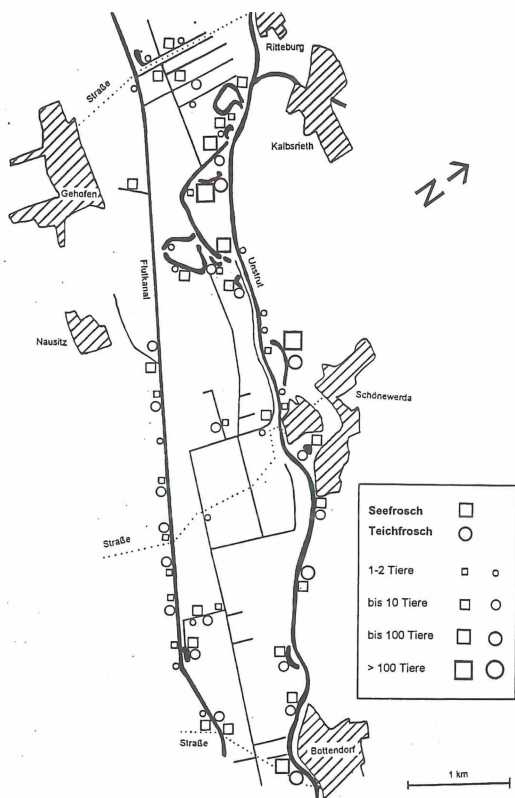 Ritteburg
Straße
Kalbsrieth
N
Gehofen
Flutkanal
Unstrut
Nausitz
Schönewerda
Straße
Seefrosch
Teichfrosch
1-2 Tiere
bis 10 Tiere
bis 100 Tiere
> 100 Tiere
Straße
Bottendorf
1 km